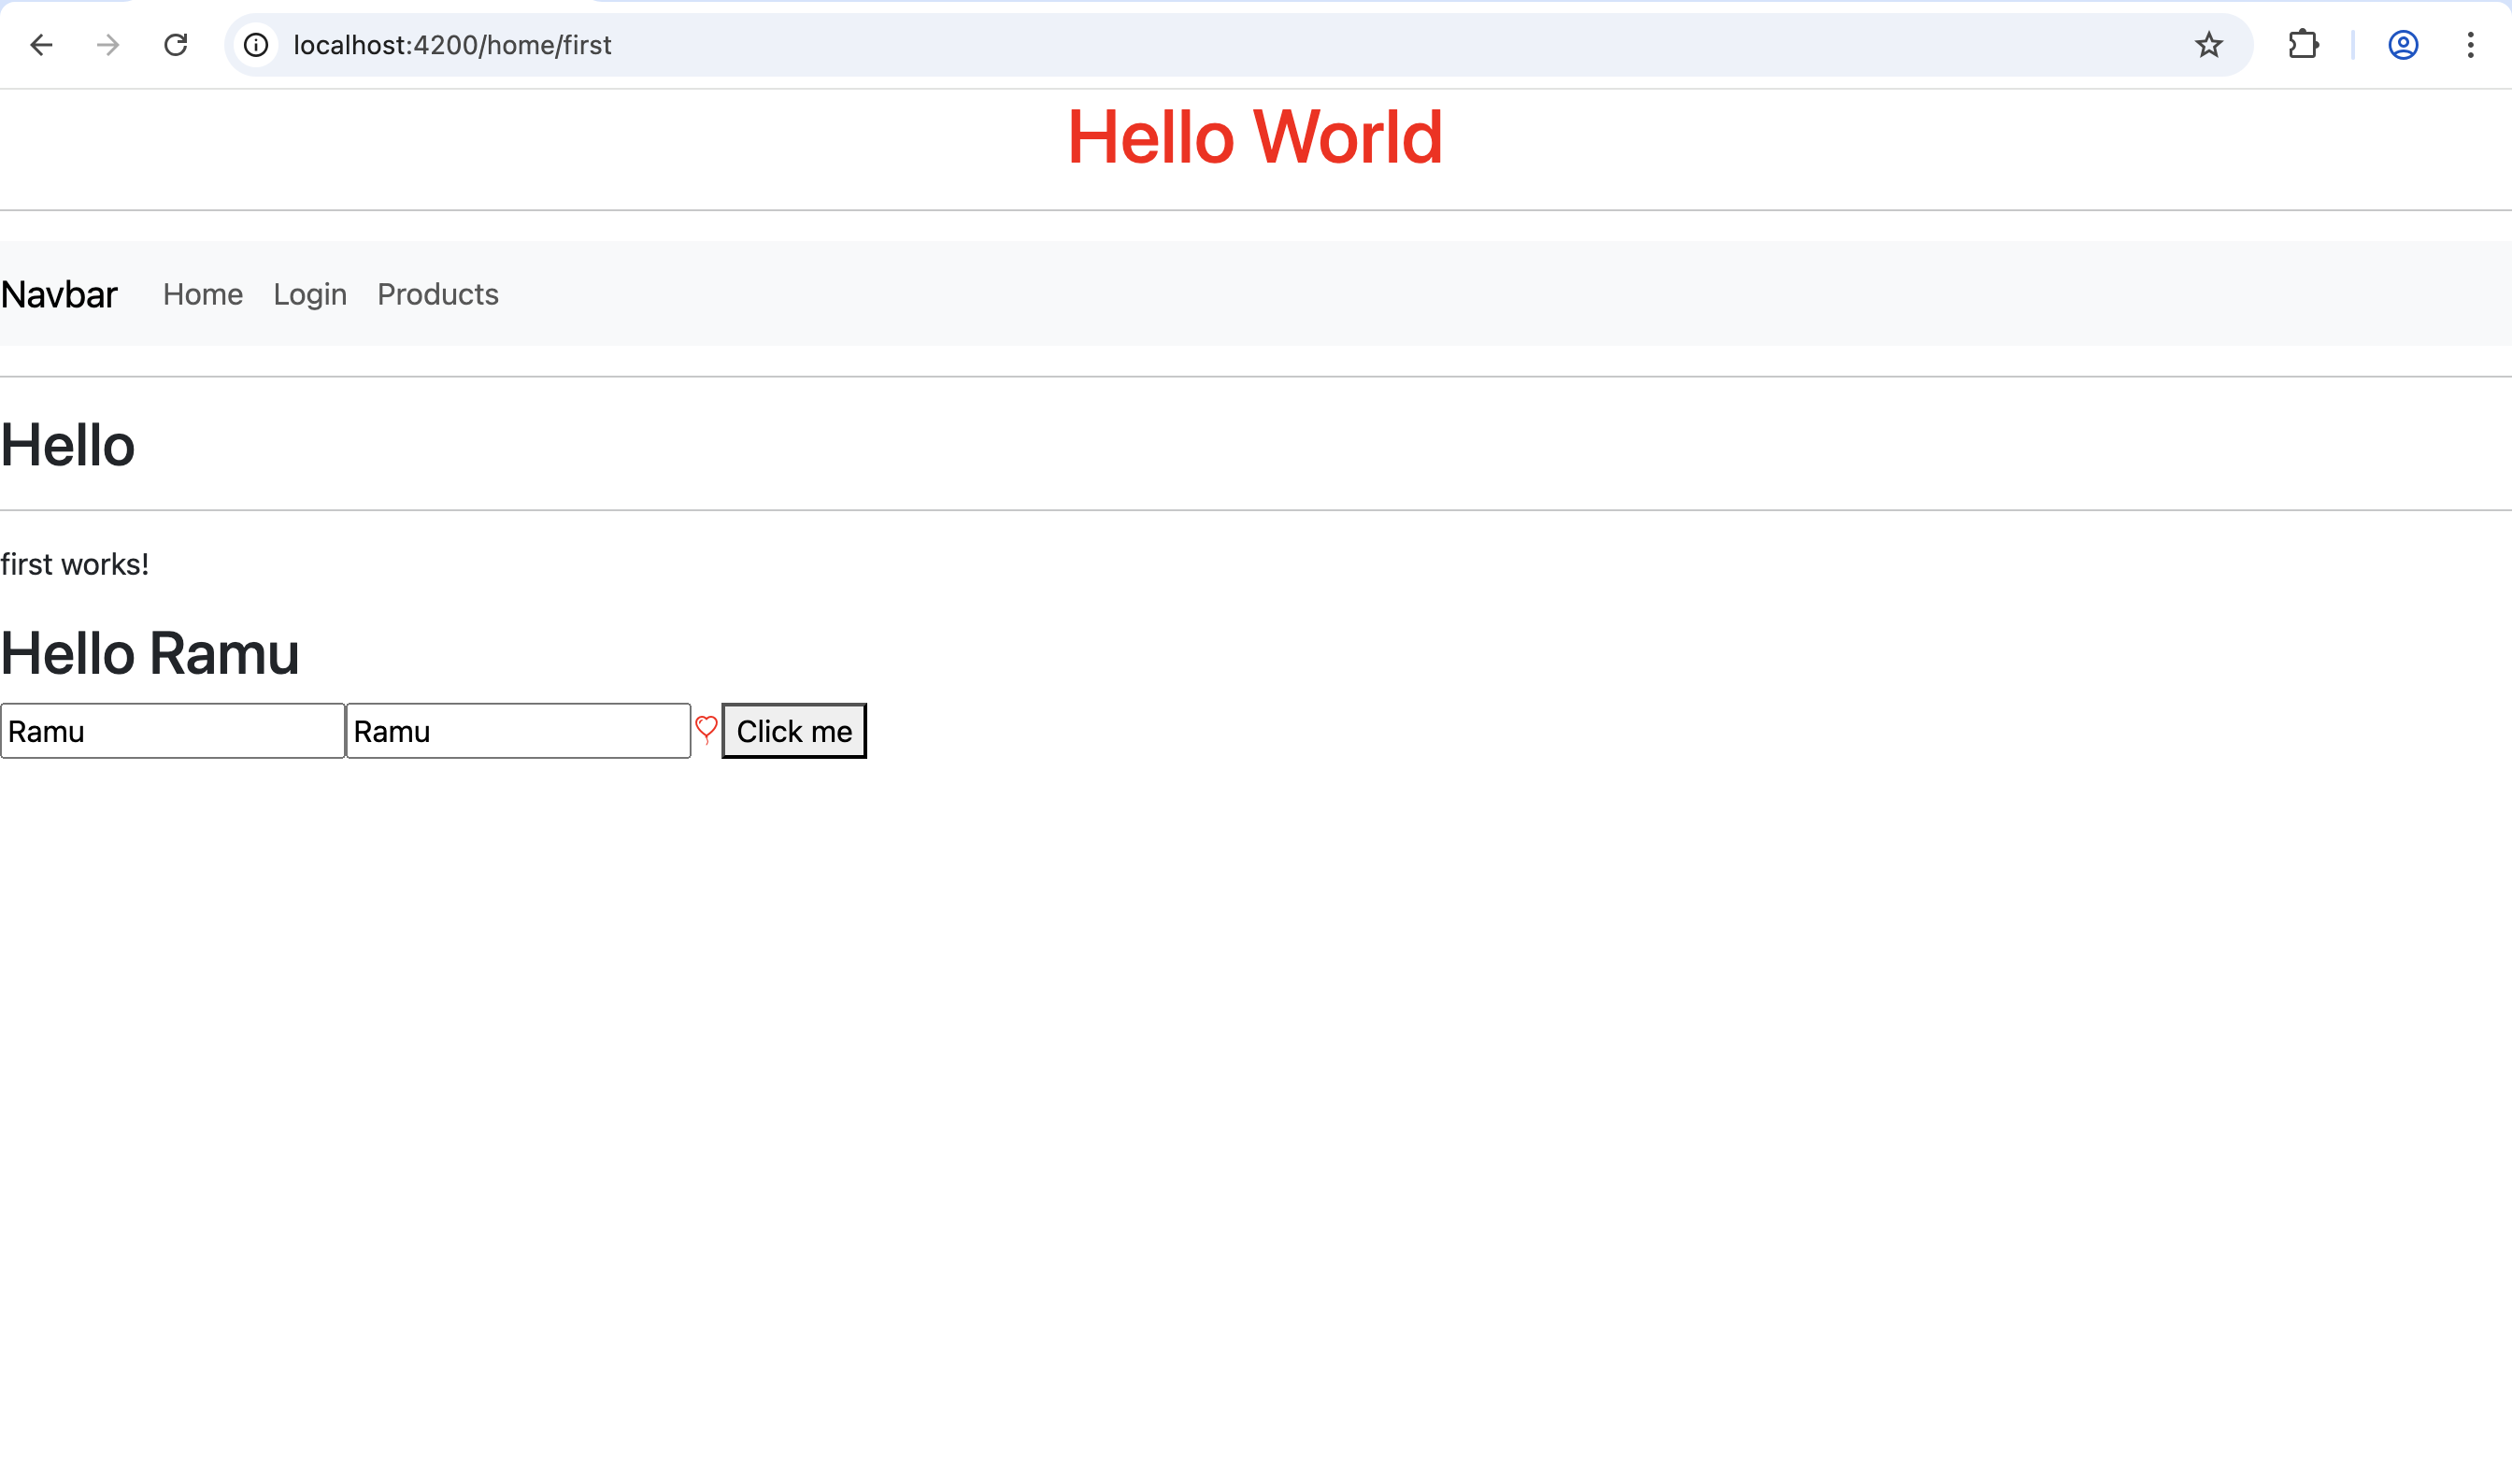 localhost:4200/home/first
Hello World
Navbar Home Login Products
Hello
first works!
Hello Ramu
Ramu Ramu Click me